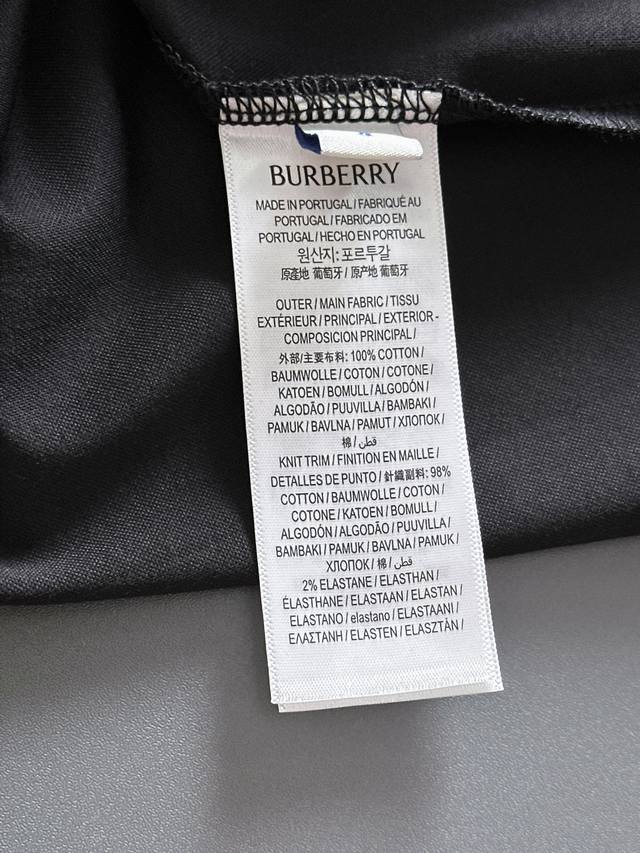 BURBERRY
MADE IN PORTUGAL / FABRIQUÉ AU
PORTUGAL / FABRICADO EM
PORTUGAL / HECHO EN PORTUGAL
원산지: 포르투갈
原產地 葡萄牙 / 原产地 葡萄牙
OUTER / MAIN FABRIC / TISSU
EXTÉRIEUR / PRINCIPAL / EXTERIOR -
COMPOSICION PRINCIPAL /
外部/主要布料: 100% COTTON /
BAUMWOLLE / COTON / COTONE /
KATOEN / BOMULL / ALGODÓN /
ALGODÃO / PUUVILLA / BAMBAKI /
PAMUK / BAVLNA / PAMUT / ХЛОПОК /
棉 / قطن
KNIT TRIM / FINITION EN MAILLE /
DETALLES DE PUNTO / 針織副料: 98%
COTTON / BAUMWOLLE / COTON /
COTONE / KATOEN / BOMULL /
ALGODÓN / ALGODÃO / PUUVILLA /
BAMBAKI / PAMUK / BAVLNA / PAMUK /
ХЛОПОК / 棉 / قطن
2% ELASTANE / ELASTHAN /
ÉLASTHANE / ELASTAAN / ELASTAN /
ELASTANO / elastano / ELASTAANI /
ΕΛΑΣΤΑΝΗ / ELASTEN / ELASZTÁN /